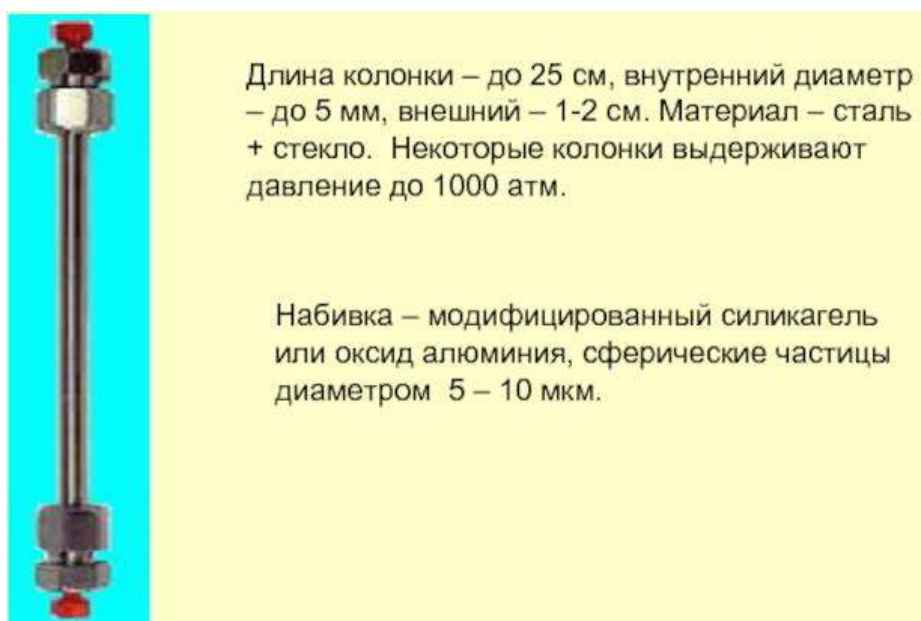 Длина колонки – до 25 см, внутренний диаметр
– до 5 мм, внешний – 1-2 см. Материал – сталь
+ стекло.  Некоторые колонки выдерживают
давление до 1000 атм.
Набивка – модифицированный силикагель
или оксид алюминия, сферические частицы
диаметром  5 – 10 мкм.